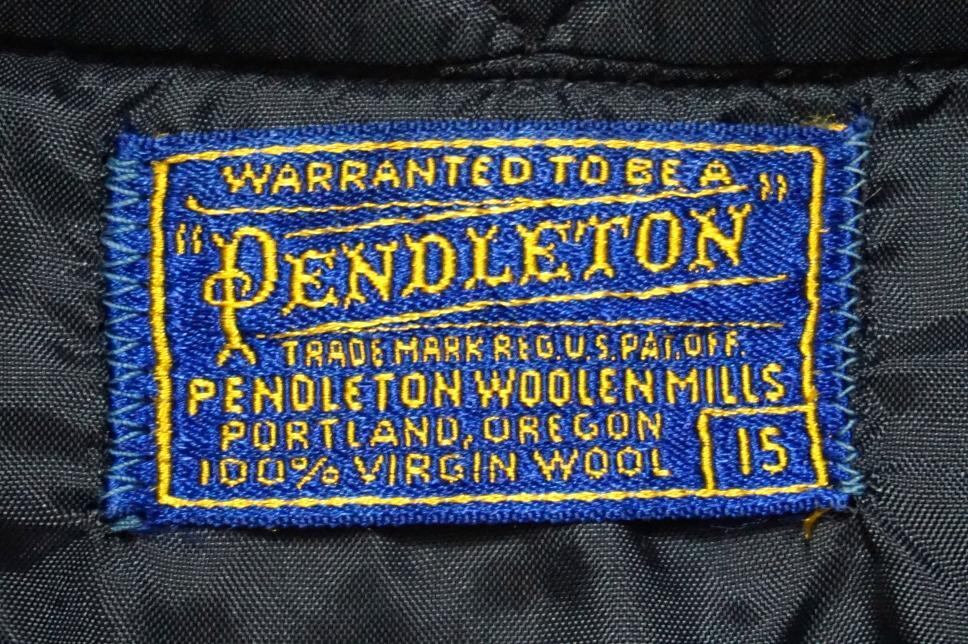 WARRANTED TO BE A
"PENDLETON"
TRADE MARK REG.U.S.PAT.OFF.
PENDLETON WOOLEN MILLS
PORTLAND, OREGON
100% VIRGIN WOOL
15